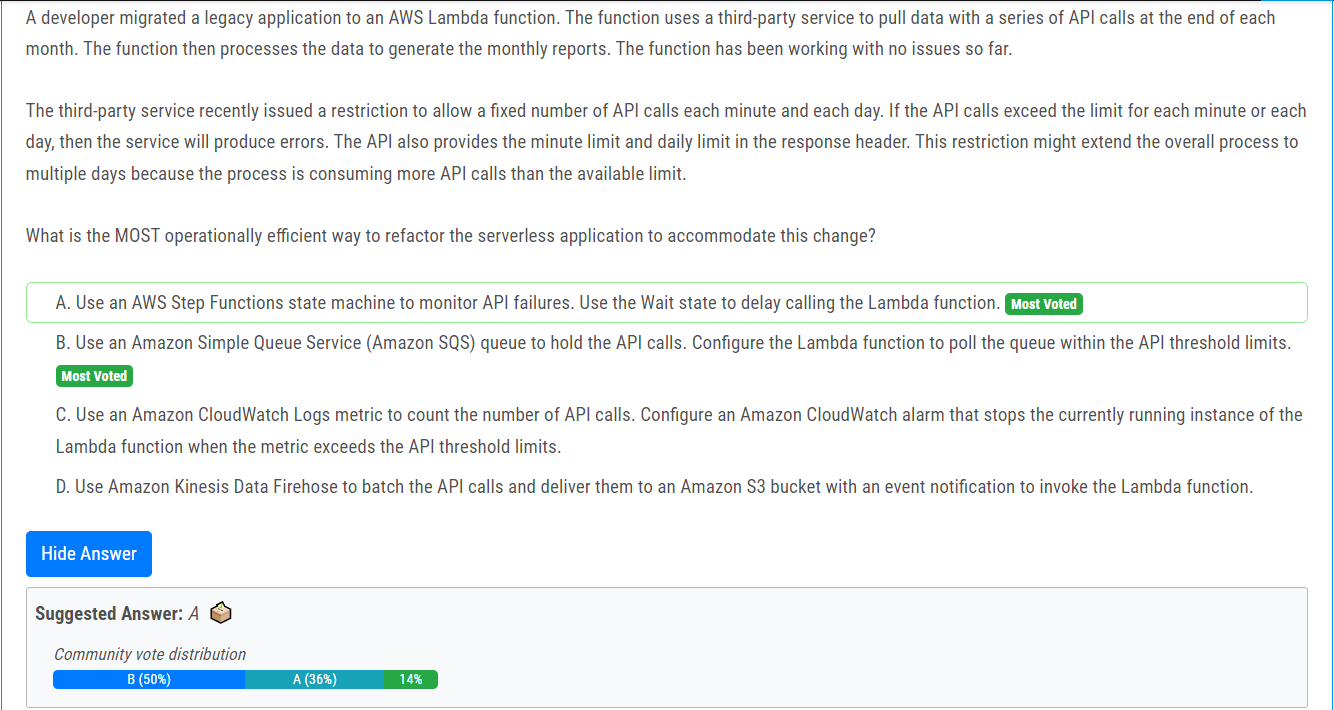 A developer migrated a legacy application to an AWS Lambda function. The function uses a third-party service to pull data with a series of API calls at the end of each
month. The function then processes the data to generate the monthly reports. The function has been working with no issues so far.
The third-party service recently issued a restriction to allow a fixed number of API calls each minute and each day. If the API calls exceed the limit for each minute or each
day, then the service will produce errors. The API also provides the minute limit and daily limit in the response header. This restriction might extend the overall process to
multiple days because the process is consuming more API calls than the available limit.
What is the MOST operationally efficient way to refactor the serverless application to accommodate this change?
A. Use an AWS Step Functions state machine to monitor API failures. Use the Wait state to delay calling the Lambda function. Most Voted
B. Use an Amazon Simple Queue Service (Amazon SQS) queue to hold the API calls. Configure the Lambda function to poll the queue within the API threshold limits.
Most Voted
C. Use an Amazon CloudWatch Logs metric to count the number of API calls. Configure an Amazon CloudWatch alarm that stops the currently running instance of the
Lambda function when the metric exceeds the API threshold limits.
D. Use Amazon Kinesis Data Firehose to batch the API calls and deliver them to an Amazon S3 bucket with an event notification to invoke the Lambda function.
Hide Answer
Suggested Answer: A
Community vote distribution
B (50%) A (36%) 14%